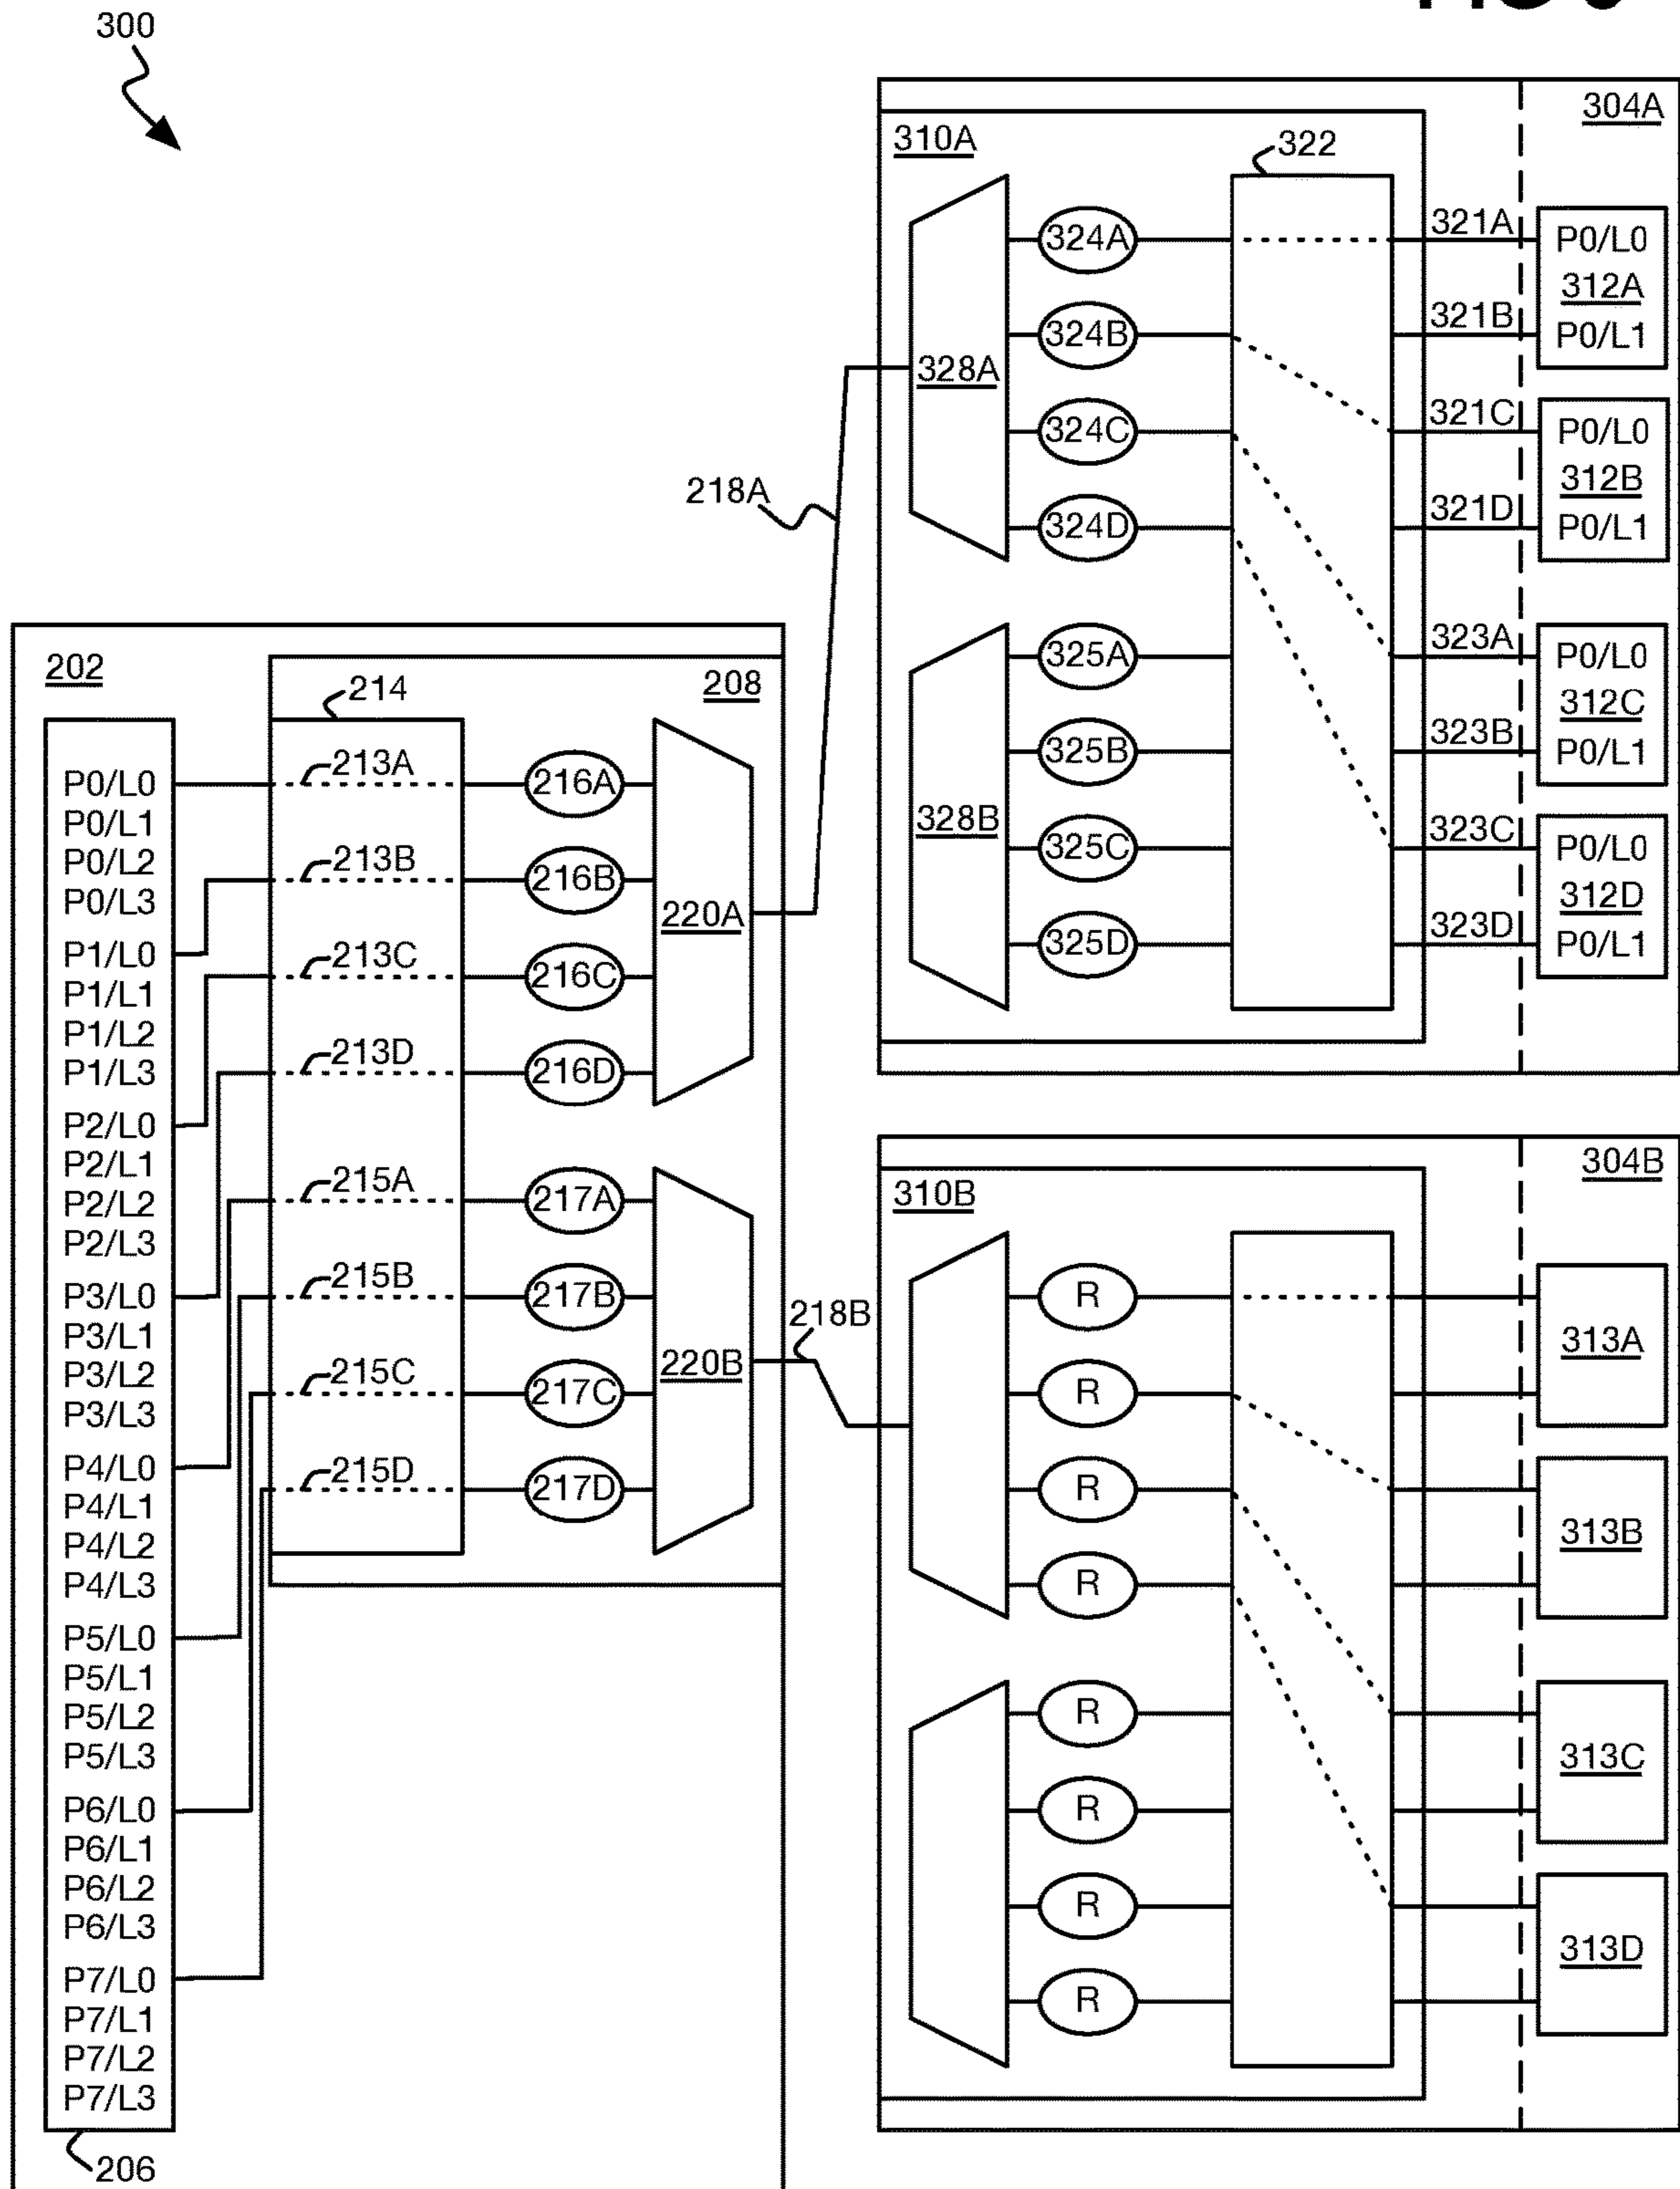 300
304A
310A
322
324A
321A
P0/L0
312A
324B
321B
P0/L1
328A
324C
321C
P0/L0
312B
218A
324D
321D
P0/L1
325A
323A
P0/L0
312C
325B
323B
P0/L1
328B
325C
323C
P0/L0
312D
325D
323D
P0/L1
202
208
214
P0/L0
213A
216A
P0/L1
P0/L2
213B
216B
P0/L3
220A
P1/L0
213C
216C
P1/L1
P1/L2
P1/L3
213D
216D
P2/L0
P2/L1
P2/L2
215A
217A
P2/L3
P3/L0
215B
217B
P3/L1
218B
P3/L2
215C
217C
220B
P3/L3
P4/L0
215D
217D
P4/L1
P4/L2
P4/L3
P5/L0
P5/L1
P5/L2
P5/L3
P6/L0
P6/L1
P6/L2
P6/L3
P7/L0
P7/L1
P7/L2
P7/L3
206
304B
310B
R
313A
R
R
313B
R
R
313C
R
R
313D
R